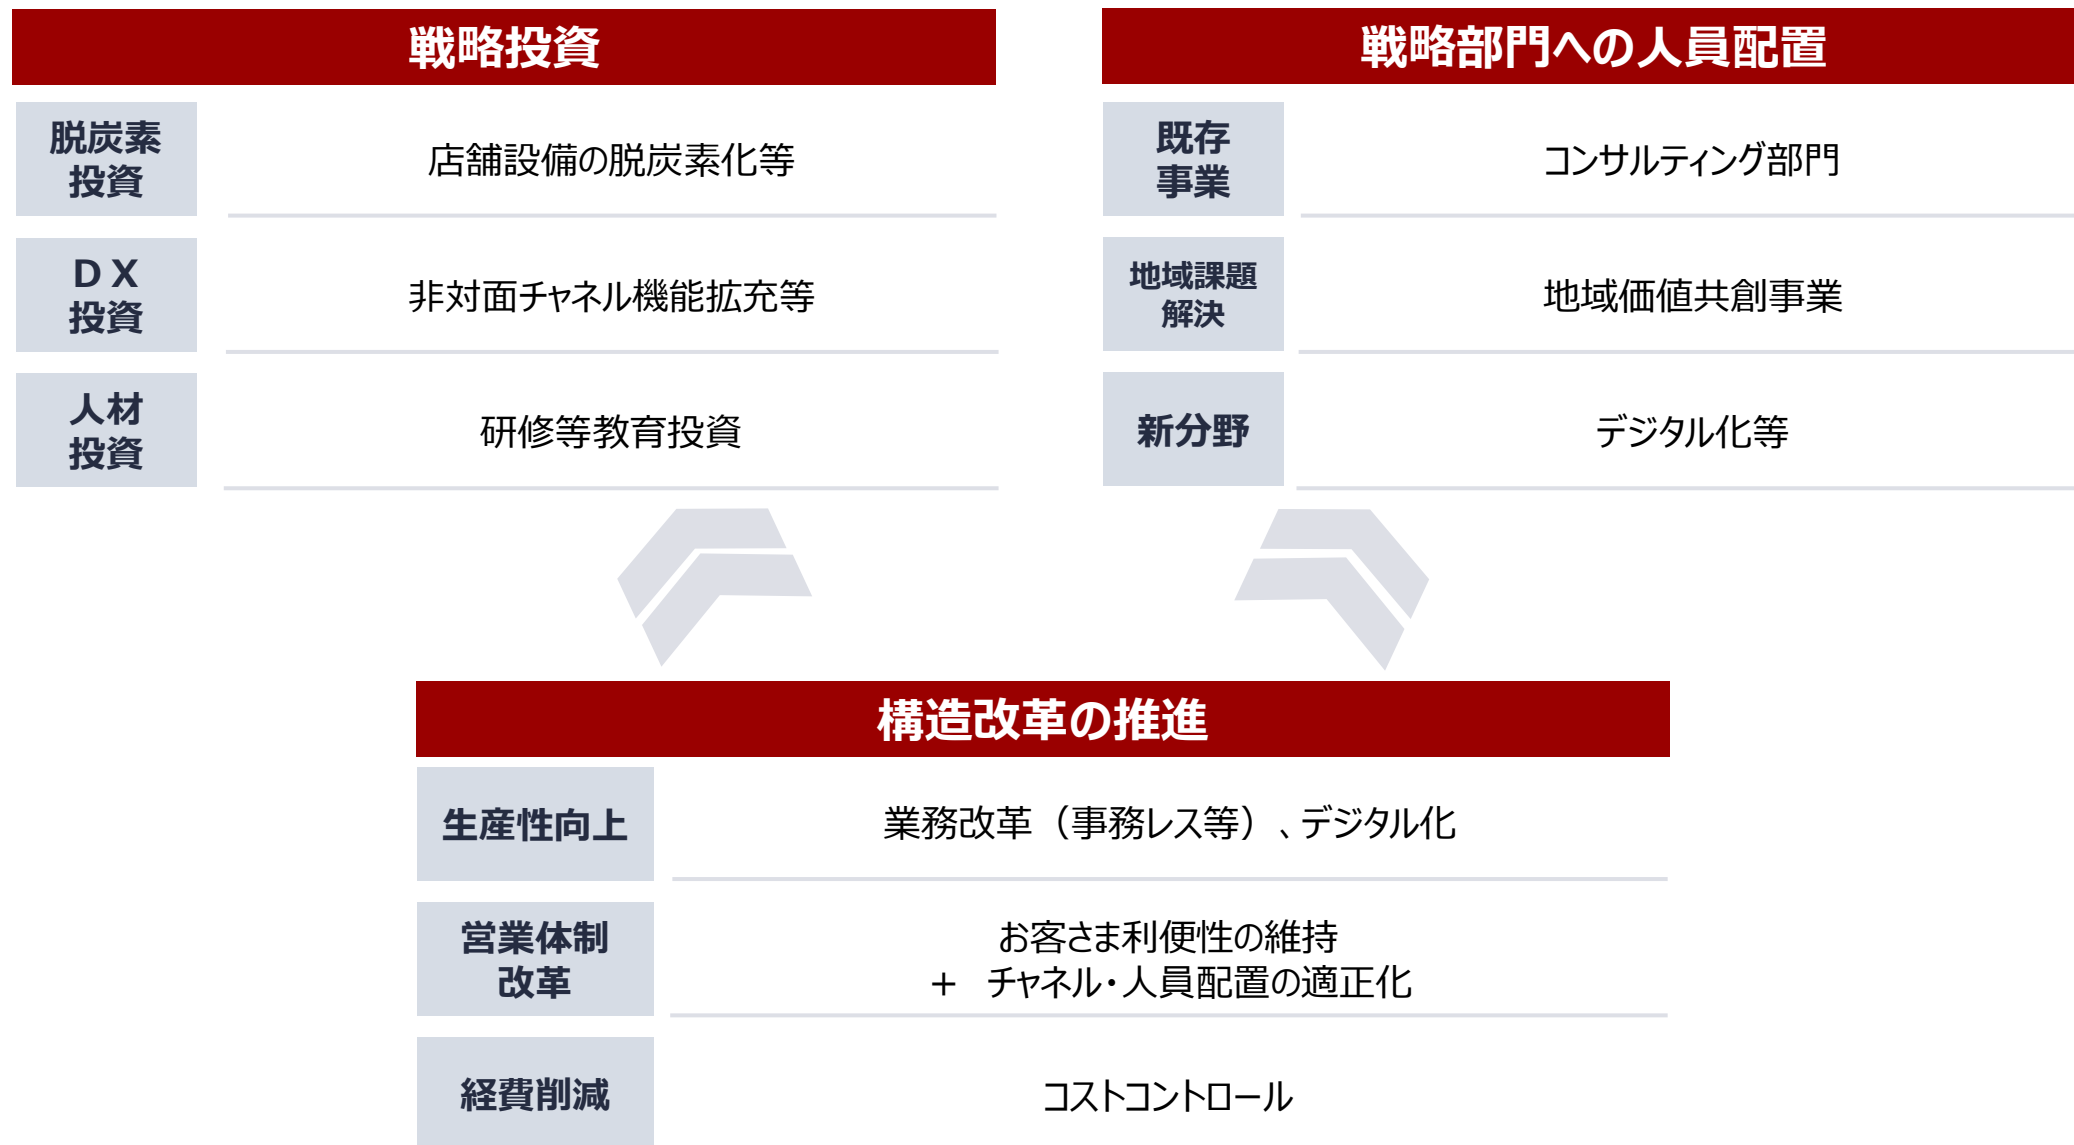 戦略投資
脱炭素
投資
店舗設備の脱炭素化等
ＤＸ
投資
非対面チャネル機能拡充等
人材
投資
研修等教育投資
戦略部門への人員配置
既存
事業
コンサルティング部門
地域課題
解決
地域価値共創事業
新分野
デジタル化等
構造改革の推進
生産性向上
業務改革（事務レス等）、デジタル化
営業体制
改革
お客さま利便性の維持
＋　チャネル・人員配置の適正化
経費削減
コストコントロール